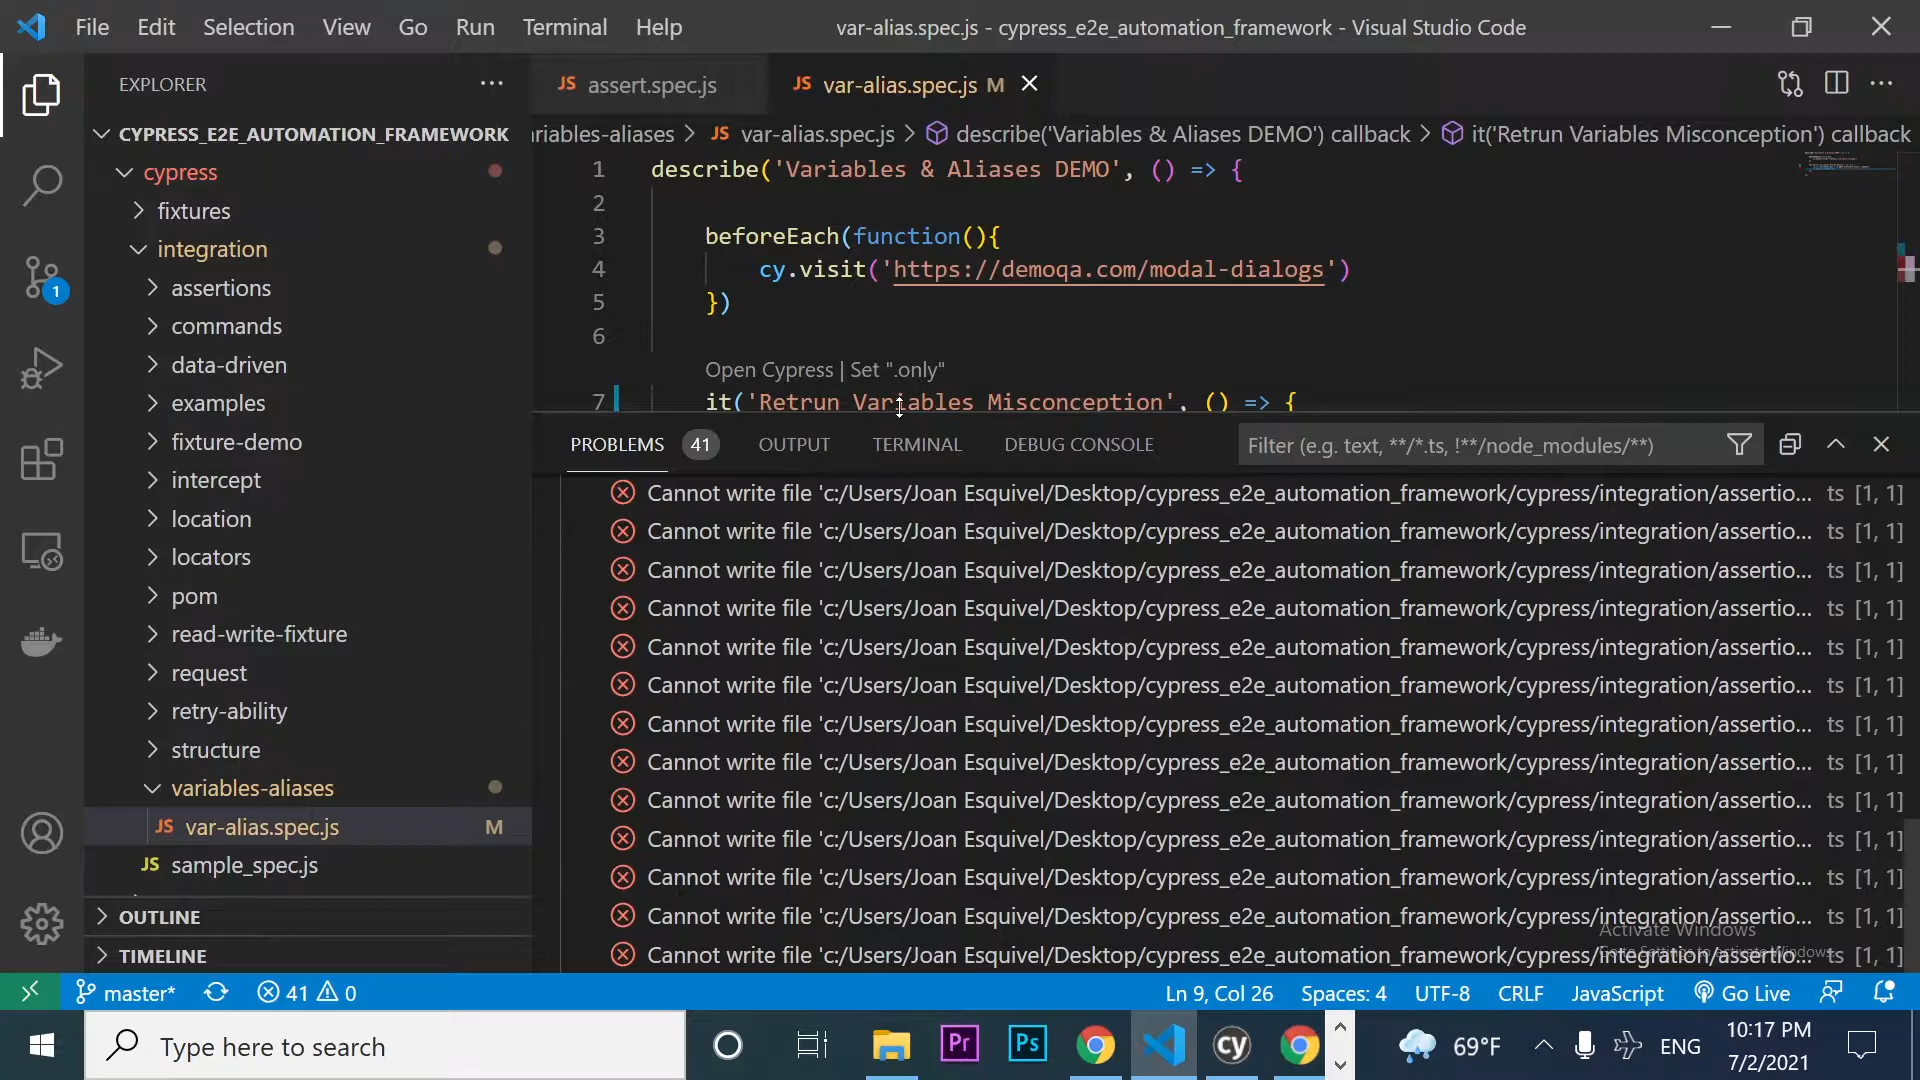 File Edit Selection View Go Run Terminal Help
var-alias.spec.js - cypress_e2e_automation_framework - Visual Studio Code
EXPLORER
CYPRESS_E2E_AUTOMATION_FRAMEWORK
cypress
fixtures
integration
assertions
commands
data-driven
examples
fixture-demo
intercept
location
locators
pom
read-write-fixture
request
retry-ability
structure
variables-aliases
JS var-alias.spec.js M
JS sample_spec.js
OUTLINE
TIMELINE
1
JS assert.spec.js
JS var-alias.spec.js M
riables-aliases > JS var-alias.spec.js > describe('Variables & Aliases DEMO') callback > it('Retrun Variables Misconception') callback
1 describe('Variables & Aliases DEMO', () => {
2
3 beforeEach(function(){
4 cy.visit('https://demoqa.com/modal-dialogs')
5 })
6
Open Cypress | Set ".only"
7 it('Retrun Variables Misconception', () => {
PROBLEMS 41 OUTPUT TERMINAL DEBUG CONSOLE
Filter (e.g. text, **/*.ts, !**/node_modules/**)
Cannot write file 'c:/Users/Joan Esquivel/Desktop/cypress_e2e_automation_framework/cypress/integration/assertio... ts [1, 1]
Cannot write file 'c:/Users/Joan Esquivel/Desktop/cypress_e2e_automation_framework/cypress/integration/assertio... ts [1, 1]
Cannot write file 'c:/Users/Joan Esquivel/Desktop/cypress_e2e_automation_framework/cypress/integration/assertio... ts [1, 1]
Cannot write file 'c:/Users/Joan Esquivel/Desktop/cypress_e2e_automation_framework/cypress/integration/assertio... ts [1, 1]
Cannot write file 'c:/Users/Joan Esquivel/Desktop/cypress_e2e_automation_framework/cypress/integration/assertio... ts [1, 1]
Cannot write file 'c:/Users/Joan Esquivel/Desktop/cypress_e2e_automation_framework/cypress/integration/assertio... ts [1, 1]
Cannot write file 'c:/Users/Joan Esquivel/Desktop/cypress_e2e_automation_framework/cypress/integration/assertio... ts [1, 1]
Cannot write file 'c:/Users/Joan Esquivel/Desktop/cypress_e2e_automation_framework/cypress/integration/assertio... ts [1, 1]
Cannot write file 'c:/Users/Joan Esquivel/Desktop/cypress_e2e_automation_framework/cypress/integration/assertio... ts [1, 1]
Cannot write file 'c:/Users/Joan Esquivel/Desktop/cypress_e2e_automation_framework/cypress/integration/assertio... ts [1, 1]
Cannot write file 'c:/Users/Joan Esquivel/Desktop/cypress_e2e_automation_framework/cypress/integration/assertio... ts [1, 1]
Cannot write file 'c:/Users/Joan Esquivel/Desktop/cypress_e2e_automation_framework/cypress/integration/assertio... ts [1, 1]
Cannot write file 'c:/Users/Joan Esquivel/Desktop/cypress_e2e_automation_framework/cypress/integration/assertio... ts [1, 1]
Activate Windows
Go to Settings to activate Windows.
master* 41 0
Ln 9, Col 26 Spaces: 4 UTF-8 CRLF JavaScript Go Live
Type here to search
Pr Ps cy
69°F ENG
10:17 PM
7/2/2021